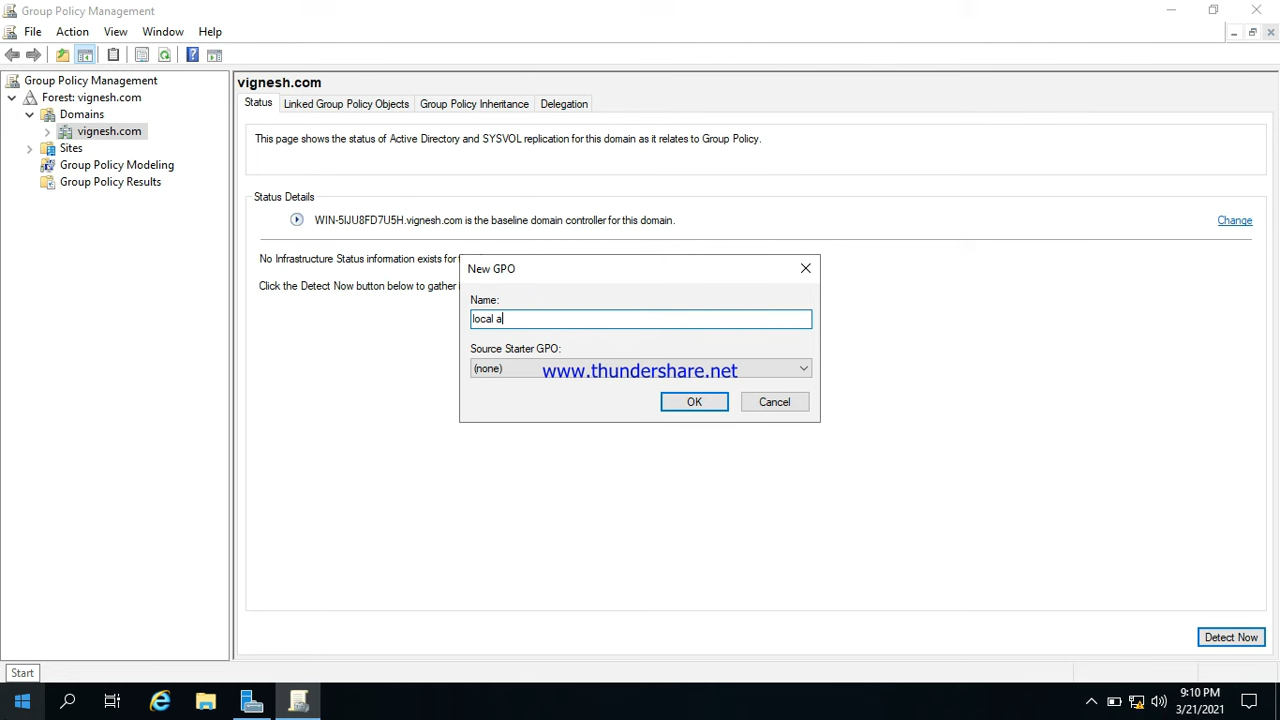 Group Policy Management
File Action View Window Help
Group Policy Management
Forest: vignesh.com
Domains
vignesh.com
Sites
Group Policy Modeling
Group Policy Results
vignesh.com
Status Linked Group Policy Objects Group Policy Inheritance Delegation
This page shows the status of Active Directory and SYSVOL replication for this domain as it relates to Group Policy.
Status Details
WIN-5IJU8FD7U5H.vignesh.com is the baseline domain controller for this domain.
Change
No Infrastructure Status information exists for
Click the Detect Now button below to gather
New GPO
Name:
local a
Source Starter GPO:
(none)
www.thundershare.net
OK Cancel
Detect Now
Start
9:10 PM
3/21/2021